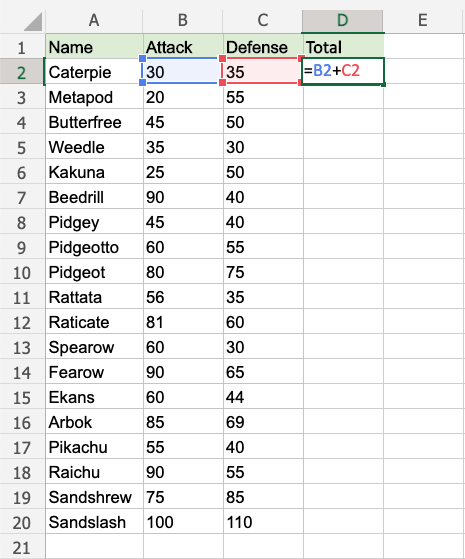 A B C D E
1 Name Attack Defense Total
2 Caterpie 30 35 =B2+C2
3 Metapod 20 55
4 Butterfree 45 50
5 Weedle 35 30
6 Kakuna 25 50
7 Beedrill 90 40
8 Pidgey 45 40
9 Pidgeotto 60 55
10 Pidgeot 80 75
11 Rattata 56 35
12 Raticate 81 60
13 Spearow 60 30
14 Fearow 90 65
15 Ekans 60 44
16 Arbok 85 69
17 Pikachu 55 40
18 Raichu 90 55
19 Sandshrew 75 85
20 Sandslash 100 110
21